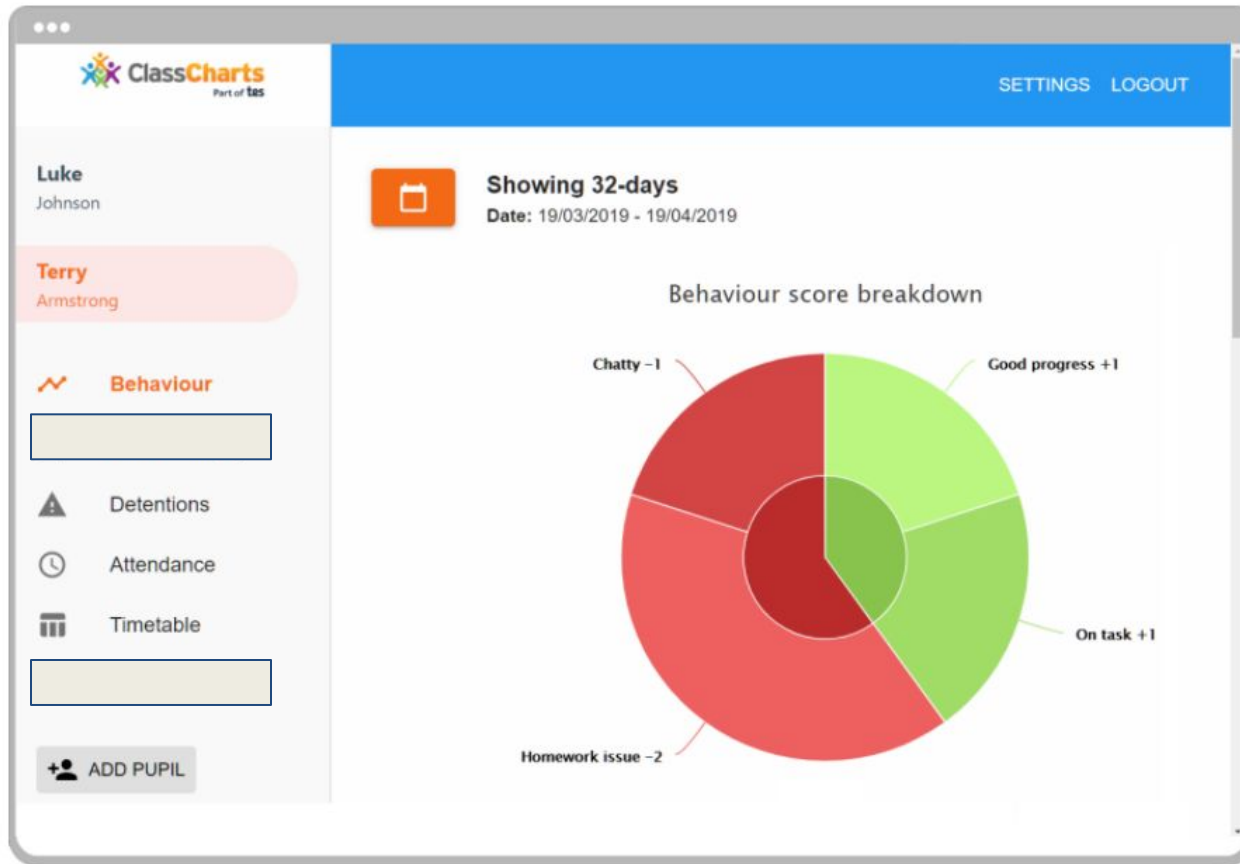 ClassCharts
Part of tes
SETTINGS LOGOUT
Luke
Johnson
Terry
Armstrong
Behaviour
Detentions
Attendance
Timetable
ADD PUPIL
Showing 32-days
Date: 19/03/2019 - 19/04/2019
Behaviour score breakdown
Chatty -1
Good progress +1
On task +1
Homework issue -2